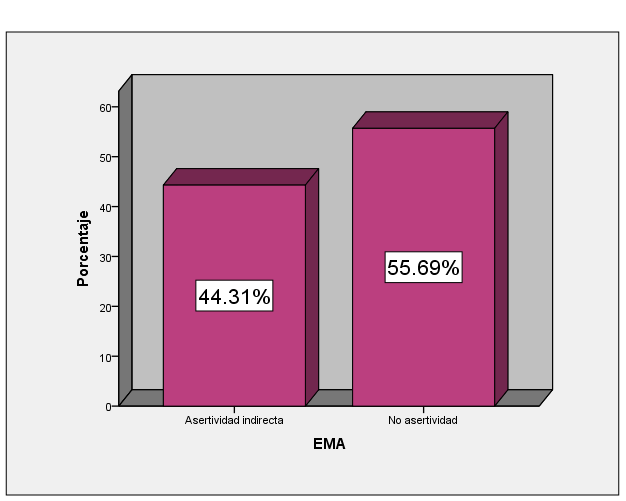 Porcentaje
60
50
40
30
20
10
0
44.31%
55.69%
Asertividad indirecta
No asertividad
EMA